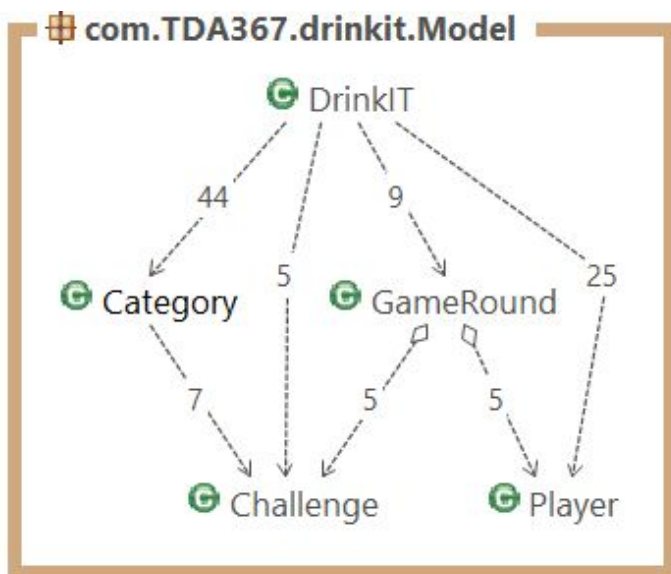 com.TDA367.drinkit.Model
C DrinkIT
44
9
5
25
C Category
C GameRound
7
5
5
C Challenge
C Player